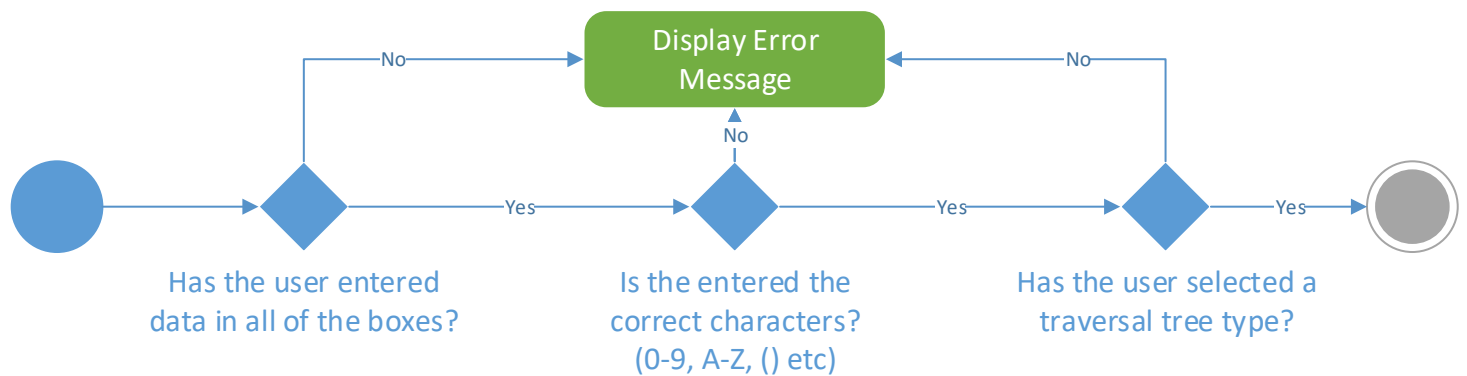 Display Error
Message
No
No
No
Yes
Yes
Yes
Has the user entered
data in all of the boxes?
Is the entered the
correct characters?
(0-9, A-Z, () etc)
Has the user selected a
traversal tree type?